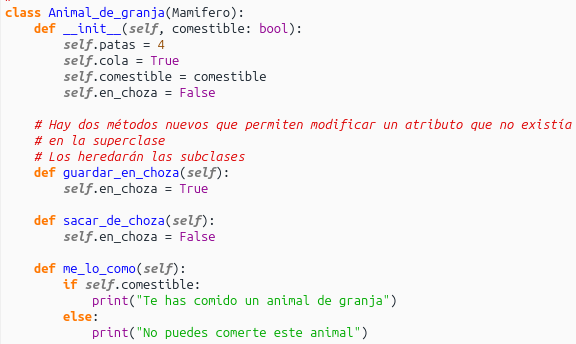 class Animal_de_granja(Mamifero):
    def __init__(self, comestible: bool):
        self.patas = 4
        self.cola = True
        self.comestible = comestible
        self.en_choza = False

    # Hay dos métodos nuevos que permiten modificar un atributo que no existía
    # en la superclase
    # Los heredarán las subclases
    def guardar_en_choza(self):
        self.en_choza = True

    def sacar_de_choza(self):
        self.en_choza = False

    def me_lo_como(self):
        if self.comestible:
            print("Te has comido un animal de granja")
        else:
            print("No puedes comerte este animal")